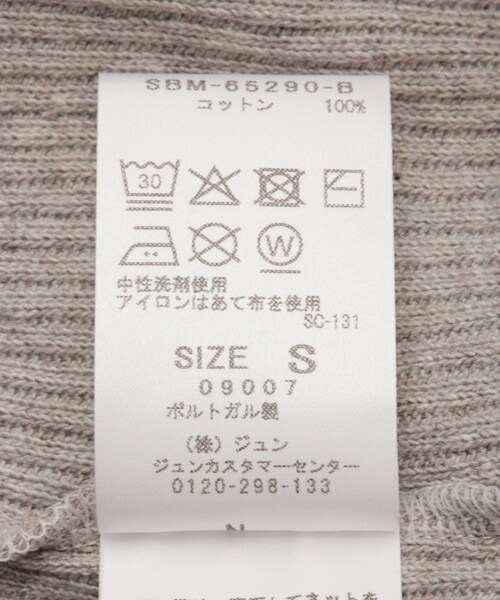 SBM-65290-B
コットン 100%
30
W
中性洗剤使用
アイロンはあて布を使用
SC-131
SIZE S
09007
ポルトガル製
(株)ジュン
ジュンカスタマーセンター
0120-298-133